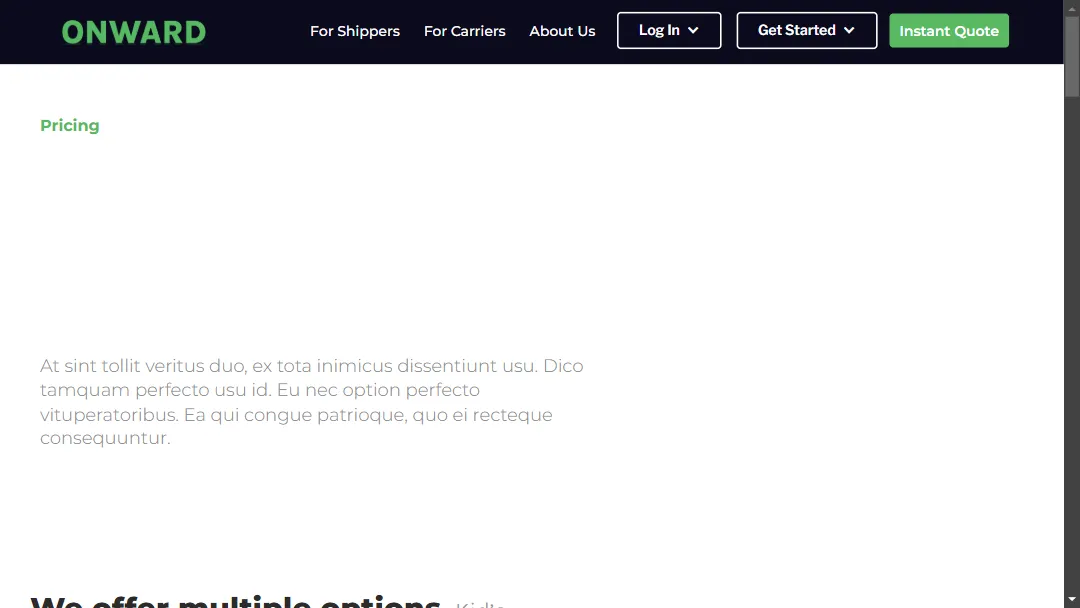 ONWARD
For Shippers
For Carriers
About Us
Log In
Get Started
Instant Quote
Pricing
At sint tollit veritus duo, ex tota inimicus dissentiunt usu. Dico
tamquam perfecto usu id. Eu nec option perfecto
vituperatoribus. Ea qui congue patrioque, quo ei recteque
consequuntur.
We offer multiple options Kid's